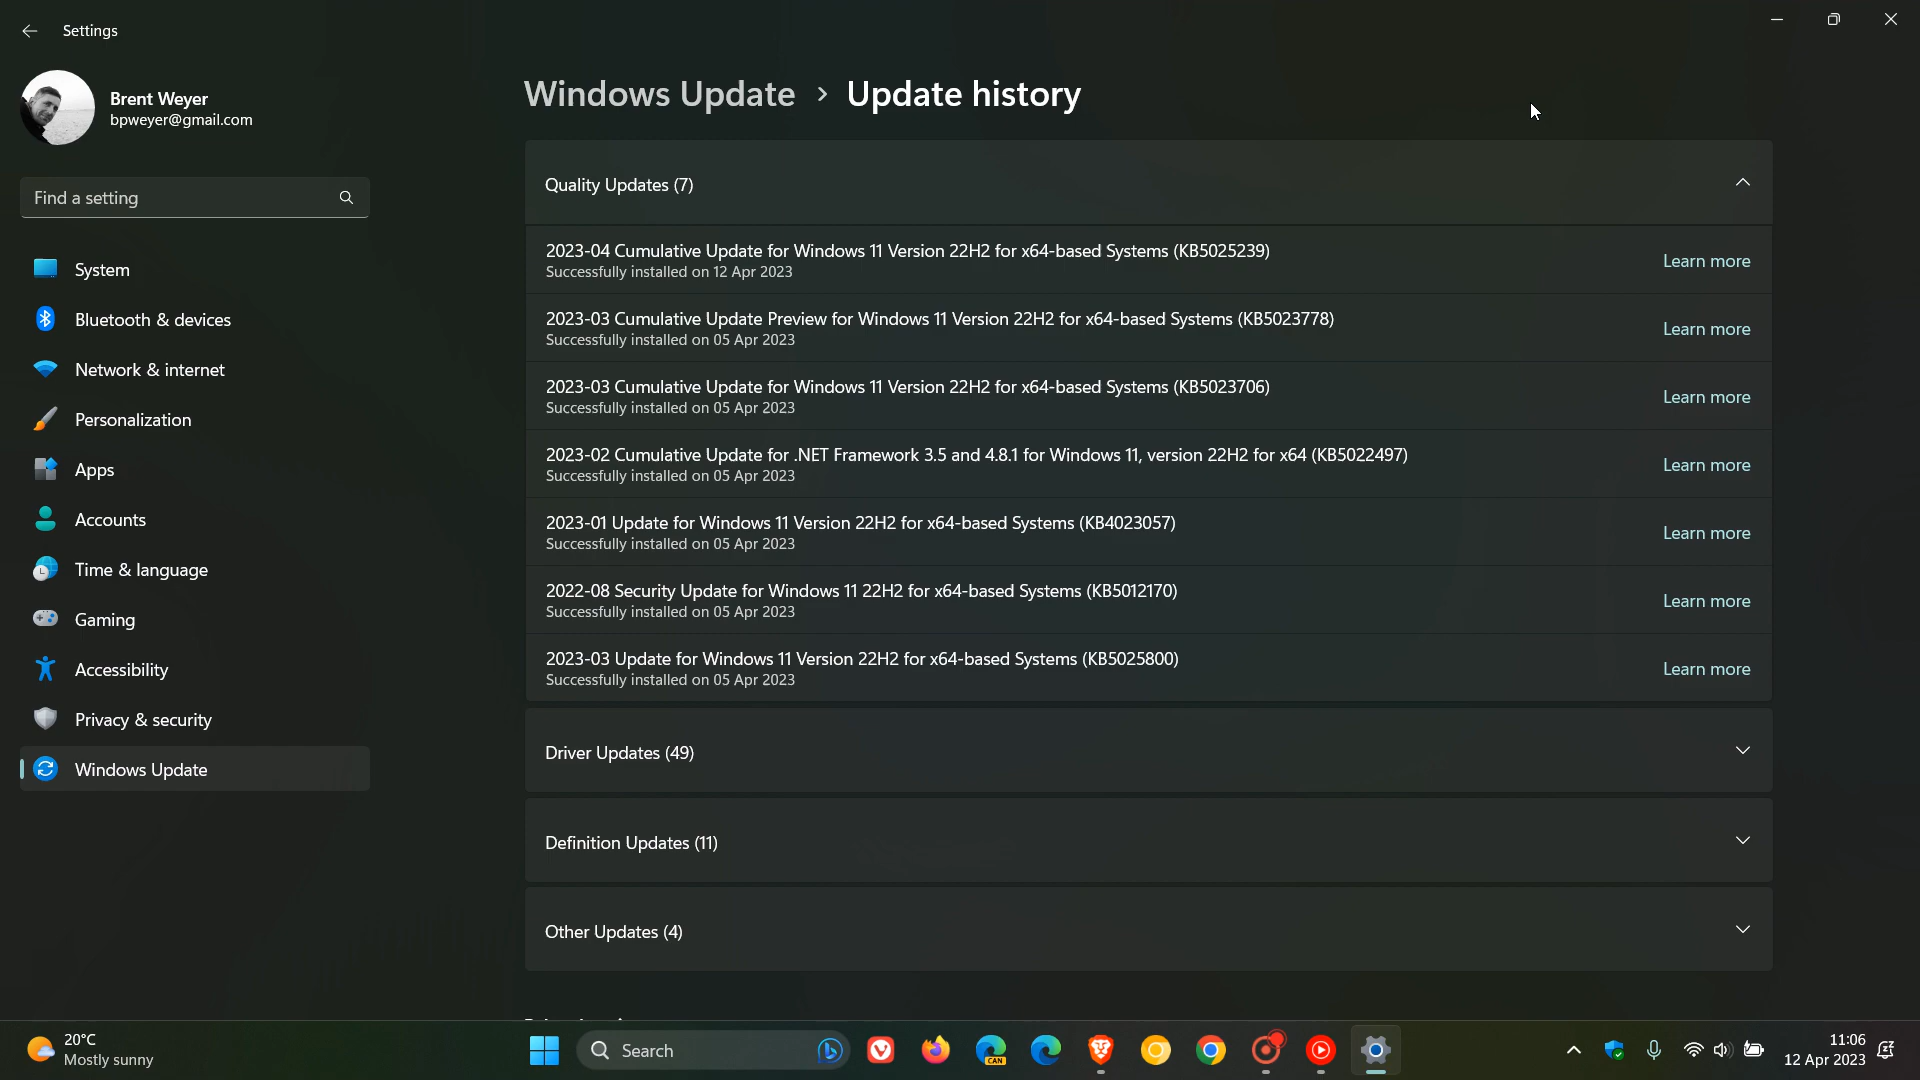 Settings
Brent Weyer
bpweyer@gmail.com
Find a setting
System
Bluetooth & devices
Network & internet
Personalization
Apps
Accounts
Time & language
Gaming
Accessibility
Privacy & security
Windows Update
Windows Update > Update history
Quality Updates (7)
2023-04 Cumulative Update for Windows 11 Version 22H2 for x64-based Systems (KB5025239)
Successfully installed on 12 Apr 2023
Learn more
2023-03 Cumulative Update Preview for Windows 11 Version 22H2 for x64-based Systems (KB5023778)
Successfully installed on 05 Apr 2023
Learn more
2023-03 Cumulative Update for Windows 11 Version 22H2 for x64-based Systems (KB5023706)
Successfully installed on 05 Apr 2023
Learn more
2023-02 Cumulative Update for .NET Framework 3.5 and 4.8.1 for Windows 11, version 22H2 for x64 (KB5022497)
Successfully installed on 05 Apr 2023
Learn more
2023-01 Update for Windows 11 Version 22H2 for x64-based Systems (KB4023057)
Successfully installed on 05 Apr 2023
Learn more
2022-08 Security Update for Windows 11 22H2 for x64-based Systems (KB5012170)
Successfully installed on 05 Apr 2023
Learn more
2023-03 Update for Windows 11 Version 22H2 for x64-based Systems (KB5025800)
Successfully installed on 05 Apr 2023
Learn more
Driver Updates (49)
Definition Updates (11)
Other Updates (4)
20°C
Mostly sunny
Search
CAN
11:06
12 Apr 2023